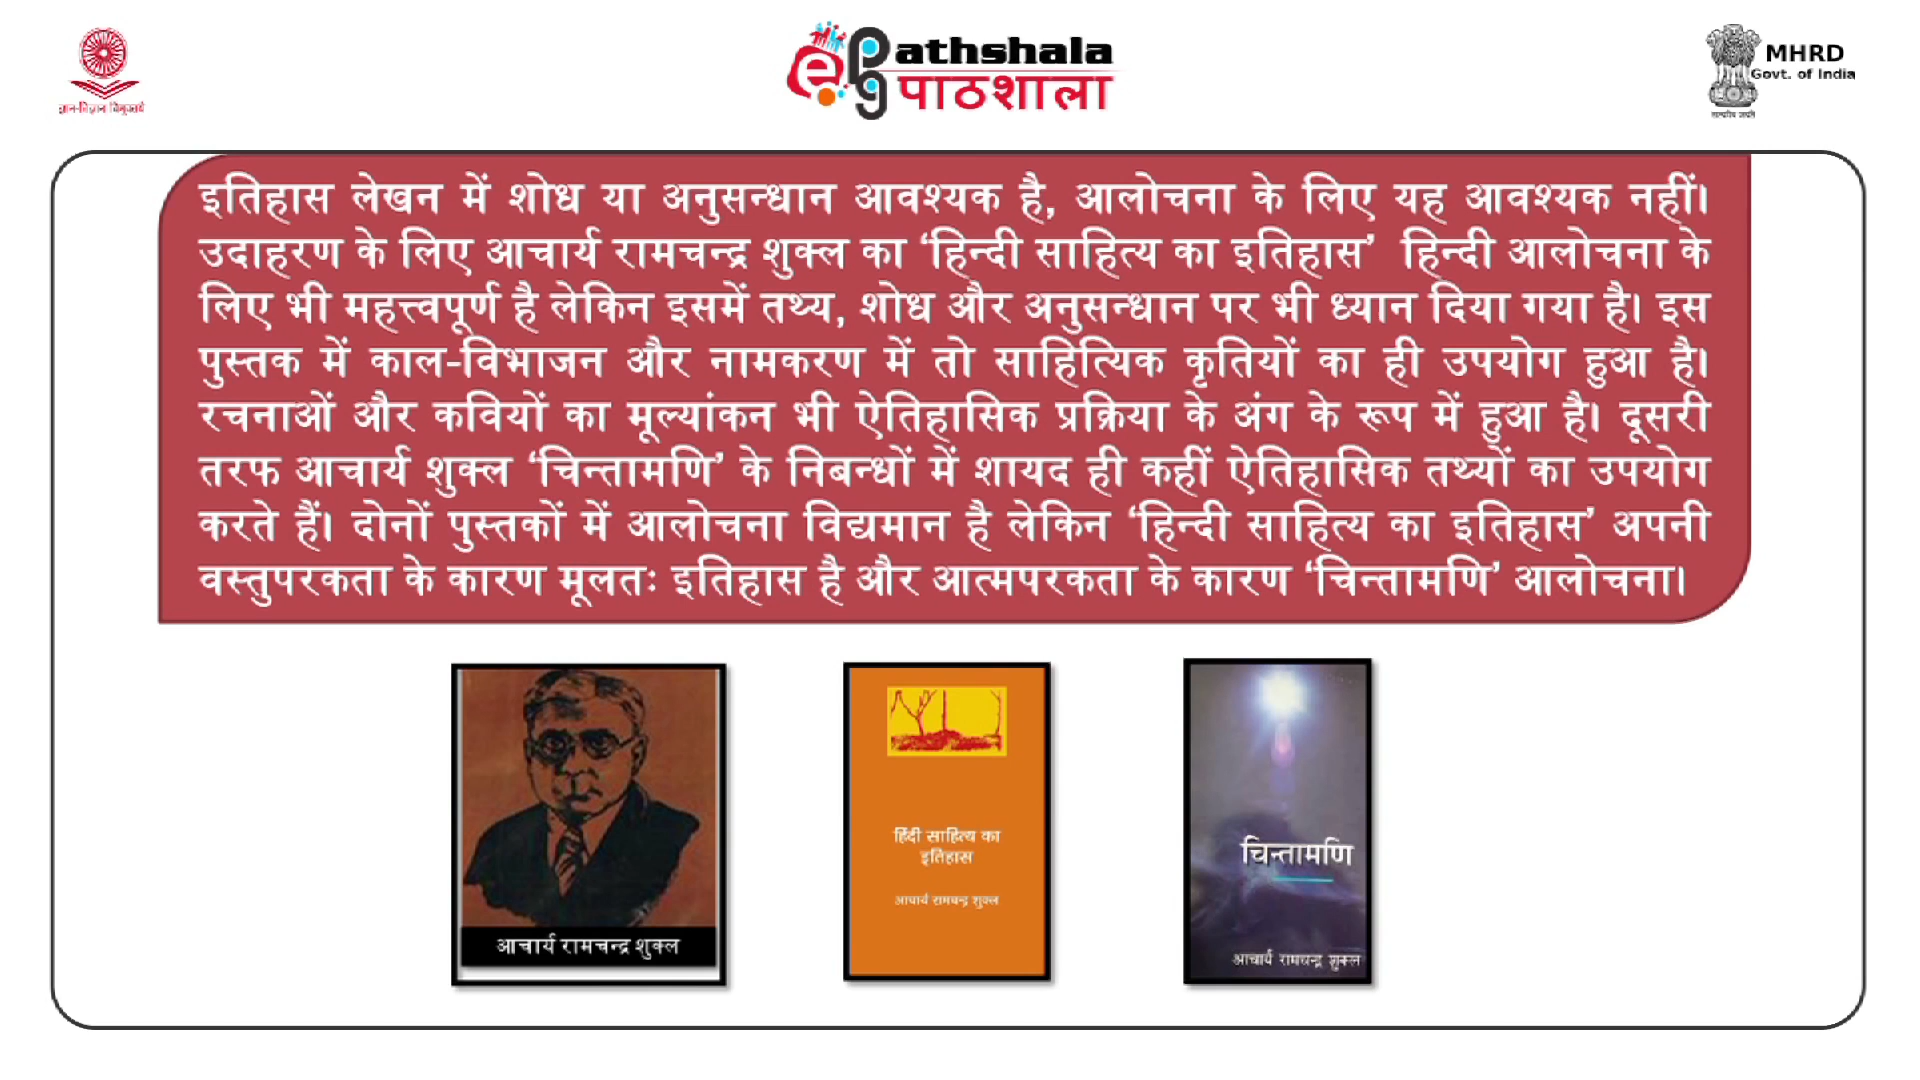 ज्ञान-विज्ञान विमुक्तये
e Pathshala
पाठशाला
MHRD
Govt. of India
सत्यमेव जयते
इतिहास लेखन में शोध या अनुसन्धान आवश्यक है, आलोचना के लिए यह आवश्यक नहीं।
उदाहरण के लिए आचार्य रामचन्द्र शुक्ल का ‘हिन्दी साहित्य का इतिहास’ हिन्दी आलोचना के
लिए भी महत्त्वपूर्ण है लेकिन इसमें तथ्य, शोध और अनुसन्धान पर भी ध्यान दिया गया है। इस
पुस्तक में काल-विभाजन और नामकरण में तो साहित्यिक कृतियों का ही उपयोग हुआ है।
रचनाओं और कवियों का मूल्यांकन भी ऐतिहासिक प्रक्रिया के अंग के रूप में हुआ है। दूसरी
तरफ आचार्य शुक्ल ‘चिन्तामणि’ के निबन्धों में शायद ही कहीं ऐतिहासिक तथ्यों का उपयोग
करते हैं। दोनों पुस्तकों में आलोचना विद्यमान है लेकिन ‘हिन्दी साहित्य का इतिहास’ अपनी
वस्तुपरकता के कारण मूलतः इतिहास है और आत्मपरकता के कारण ‘चिन्तामणि’ आलोचना।
आचार्य रामचन्द्र शुक्ल
हिंदी साहित्य का
इतिहास
आचार्य रामचन्द्र शुक्ल
चिन्तामणि
आचार्य रामचन्द्र शुक्ल